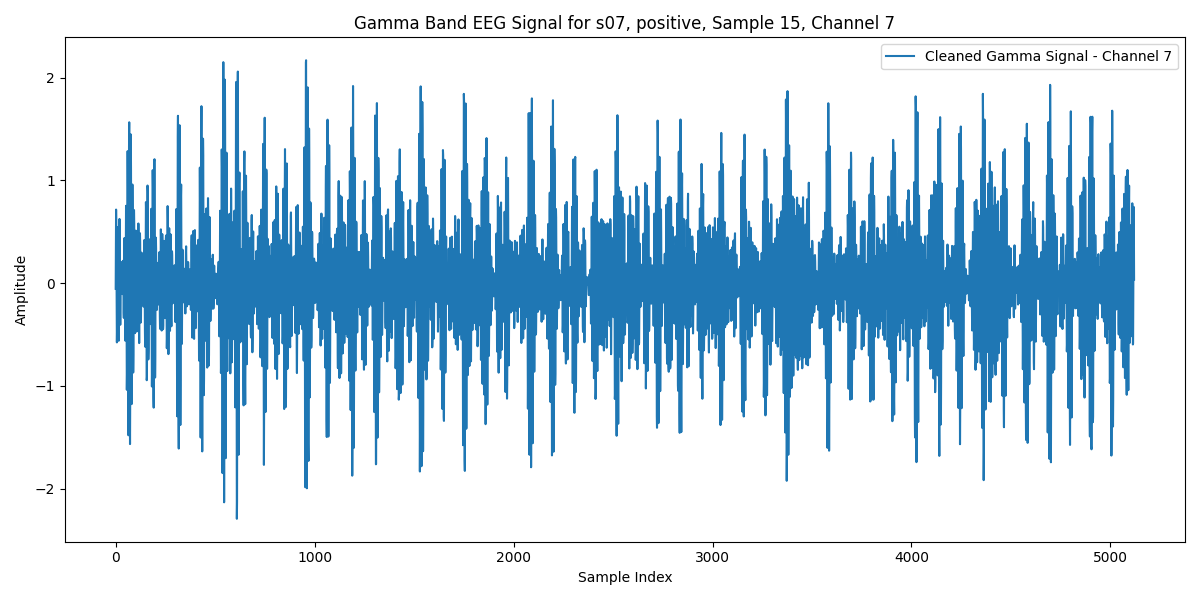 Gamma Band EEG Signal for s07, positive, Sample 15, Channel 7
Cleaned Gamma Signal - Channel 7
2
1
0
−1
−2
Amplitude
0 1000 2000 3000 4000 5000
Sample Index